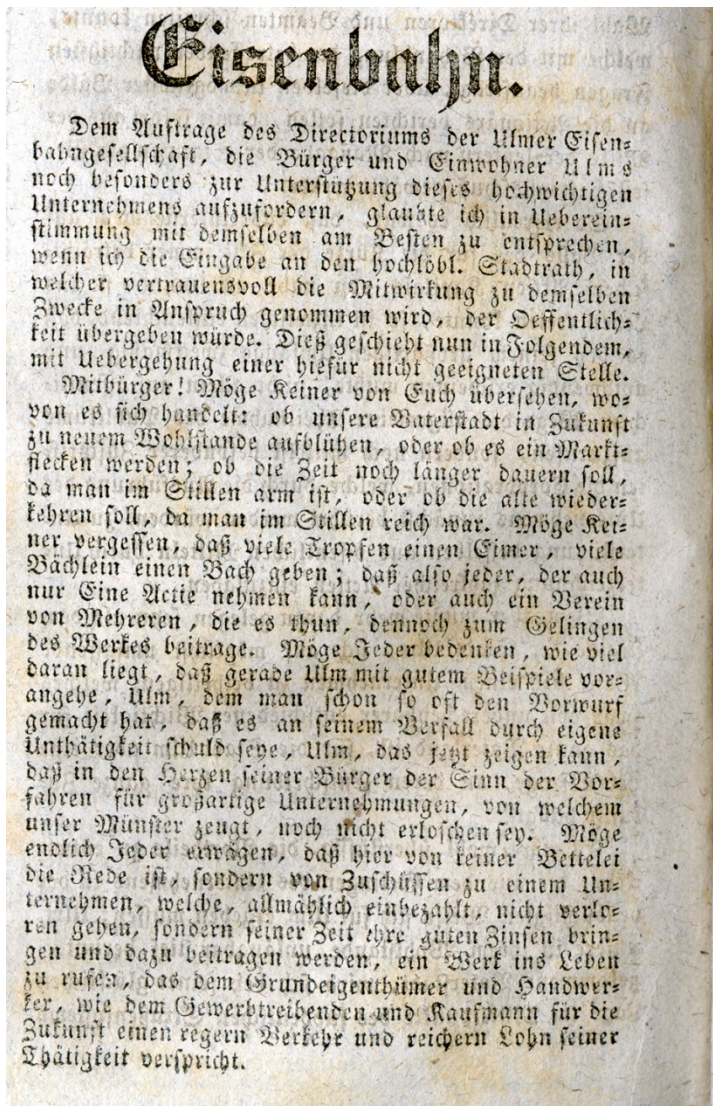 Eisenbahn.
Dem Auftrage des Directoriums der Ulmer Eisen=
bahngesellschaft, die Bürger und Einwohner Ulms
noch besonders zur Unterstützung dieses hochwichtigen
Unternehmens aufzufordern, glaubte ich in Ueberein=
stimmung mit demselben am Besten zu entsprechen,
wenn ich die Eingabe an den hochlöbl. Stadtrath, in
welcher vertrauensvoll die Mitwirkung zu demselben
Zwecke in Anspruch genommen wird, der Oeffentlich=
keit übergeben würde. Dieß geschieht nun in Folgendem,
mit Uebergehung einer hiefür nicht geeigneten Stelle.
Mitbürger! Möge Keiner von Euch übersehen, wo=
von es sich handelt: ob unsere Vaterstadt in Zukunft
zu neuem Wohlstande aufblühen, oder ob es ein Markt=
flecken werden; ob die Zeit noch länger dauern soll,
da man im Stillen arm ist, oder ob die alte wieder=
kehren soll, da man im Stillen reich war. Möge Kei=
ner vergessen, daß viele Tropfen einen Eimer, viele
Bächlein einen Bach geben; daß also jeder, der auch
nur Eine Actie nehmen kann, oder auch ein Verein
von Mehreren, die es thun, dennoch zum Gelingen
des Werkes beitrage. Möge Jeder bedenken, wie viel
daran liegt, daß gerade Ulm mit gutem Beispiele vor=
angehe, Ulm, dem man schon so oft den Vorwurf
gemacht hat, daß es an seinem Verfall durch eigene
Unthätigkeit schuld seye, Ulm, das jetzt zeigen kann,
daß in den Herzen seiner Bürger der Sinn der Vor=
fahren für großartige Unternehmungen, von welchem
unser Münster zeugt, noch nicht erloschen sey. Möge
endlich Jeder erwägen, daß hier von keiner Bettelei
die Rede ist, sondern von Zuschüssen zu einem Un=
ternehmen, welche, allmählich einbezahlt, nicht verlo=
ren gehen, sondern seiner Zeit ihre guten Zinsen brin=
gen und dazu beitragen werden, ein Werk ins Leben
zu rufen, das dem Grundeigenthümer und Handwer=
ker, wie dem Gewerbtreibenden und Kaufmann für die
Zukunft einen regern Verkehr und reichern Lohn seiner
Thätigkeit verspricht.